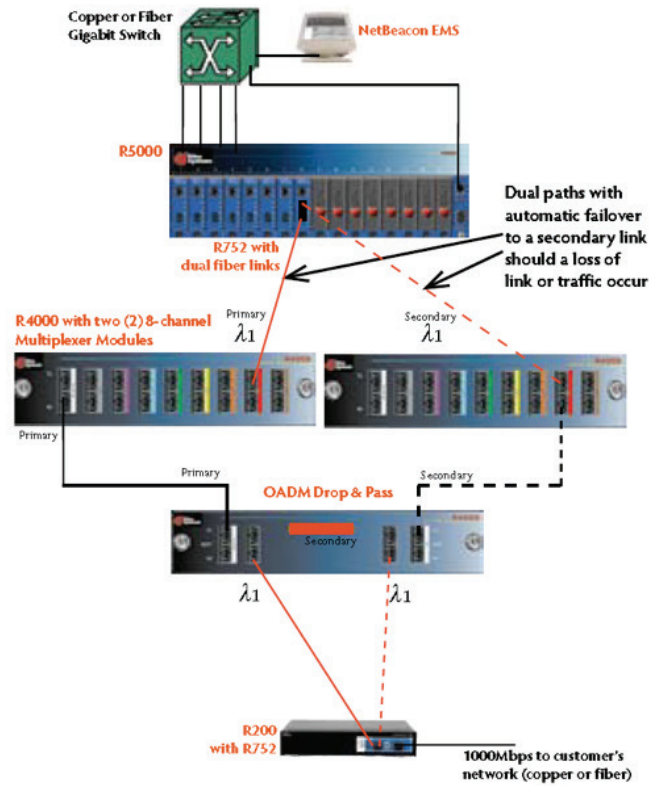 Copper or Fiber
Gigabit Switch
NetBeacon EMS
R5000
R752 with
dual fiber links
Dual paths with
automatic failover
to a secondary link
should a loss of
link or traffic occur
Primary
λ1
Secondary
λ1
R4000 with two (2) 8-channel
Multiplexer Modules
Primary
Primary
Secondary
OADM Drop & Pass
Secondary
λ1
λ1
R200
with R752
1000Mbps to customer's
network (copper or fiber)